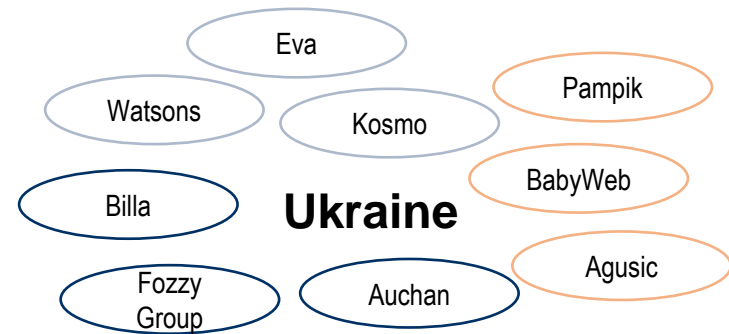 Eva
Pampik
Watsons
Kosmo
BabyWeb
Billa
Ukraine
Agusic
Fozzy
Group
Auchan